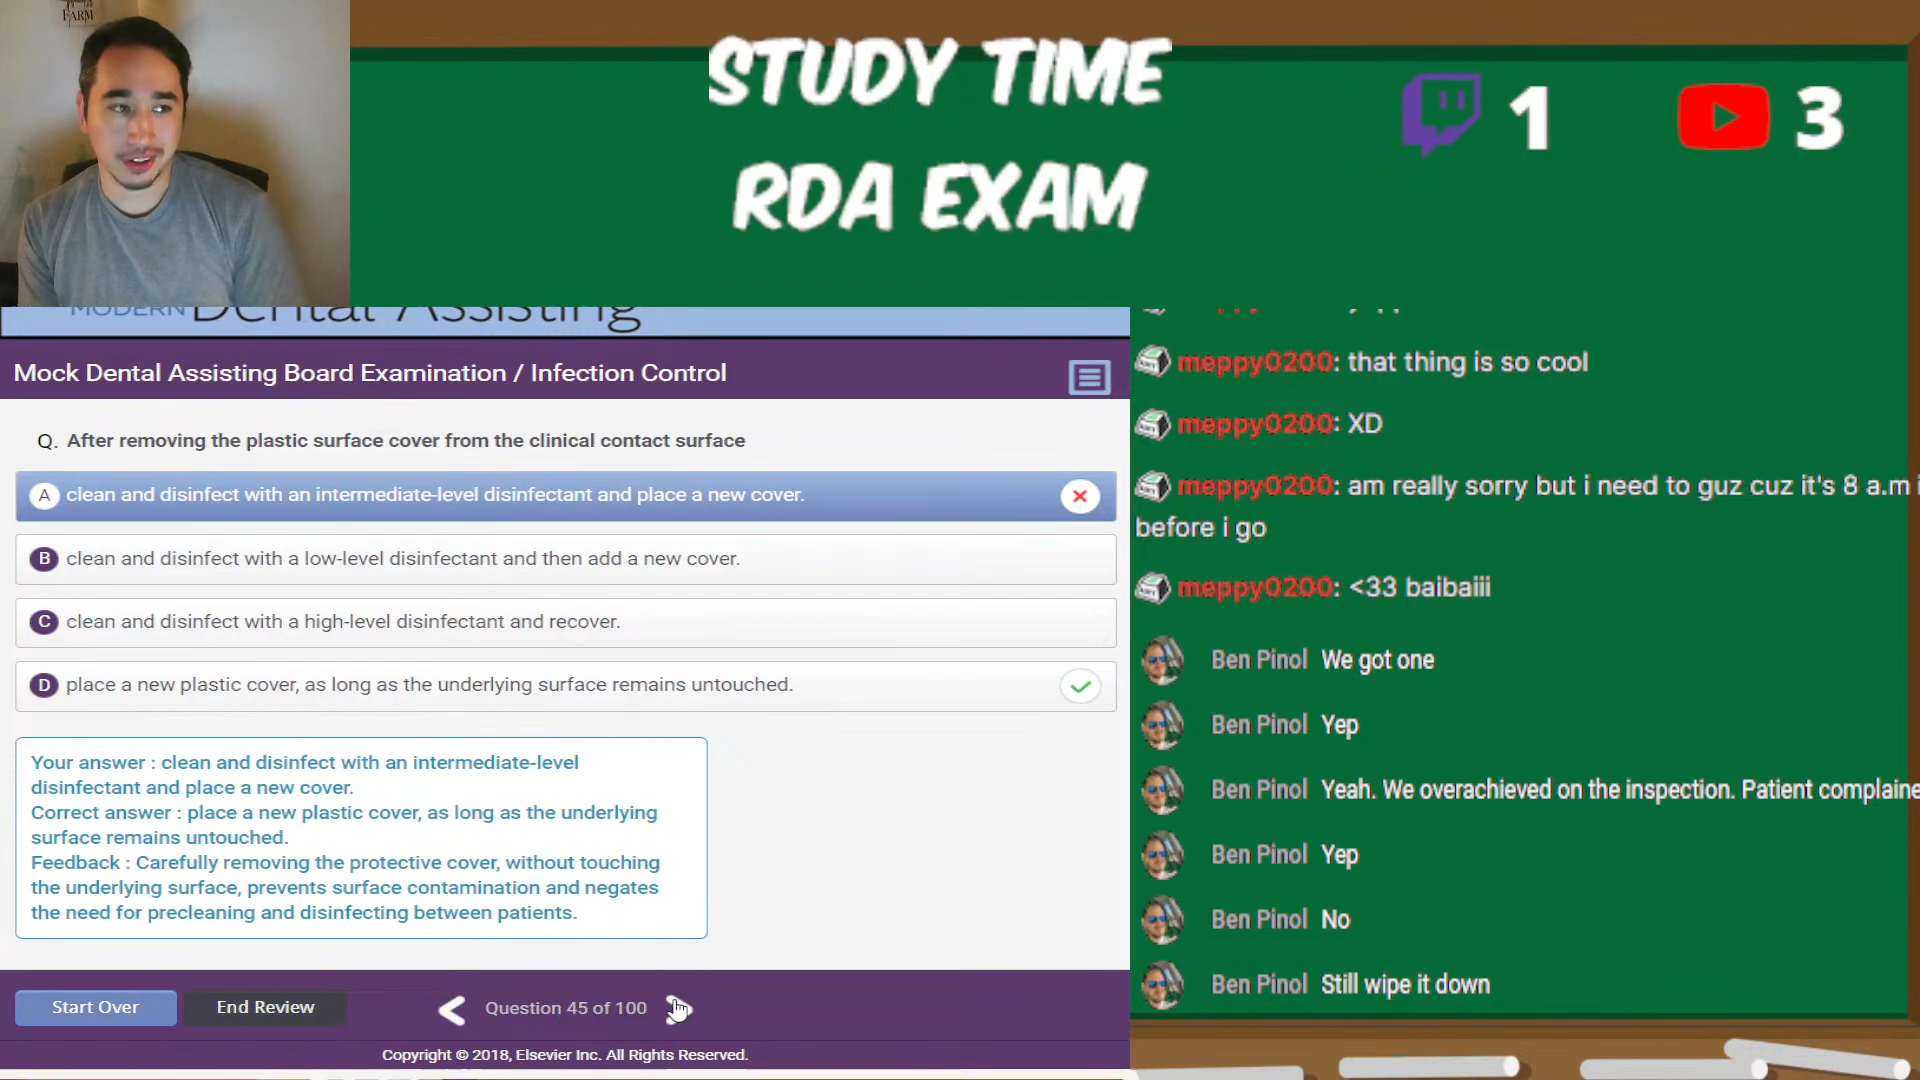 FARM
STUDY TIME
RDA EXAM
1
3
MODERN Dental Assisting
Mock Dental Assisting Board Examination / Infection Control
Q. After removing the plastic surface cover from the clinical contact surface
A clean and disinfect with an intermediate-level disinfectant and place a new cover.
B clean and disinfect with a low-level disinfectant and then add a new cover.
C clean and disinfect with a high-level disinfectant and recover.
D place a new plastic cover, as long as the underlying surface remains untouched.
Your answer : clean and disinfect with an intermediate-level
disinfectant and place a new cover.
Correct answer : place a new plastic cover, as long as the underlying
surface remains untouched.
Feedback : Carefully removing the protective cover, without touching
the underlying surface, prevents surface contamination and negates
the need for precleaning and disinfecting between patients.
Start Over
End Review
Question 45 of 100
Copyright © 2018, Elsevier Inc. All Rights Reserved.
meppy0200: that thing is so cool
meppy0200: XD
meppy0200: am really sorry but i need to guz cuz it's 8 a.m i
before i go
meppy0200: <33 baibaiii
Ben Pinol We got one
Ben Pinol Yep
Ben Pinol Yeah. We overachieved on the inspection. Patient complaine
Ben Pinol Yep
Ben Pinol No
Ben Pinol Still wipe it down